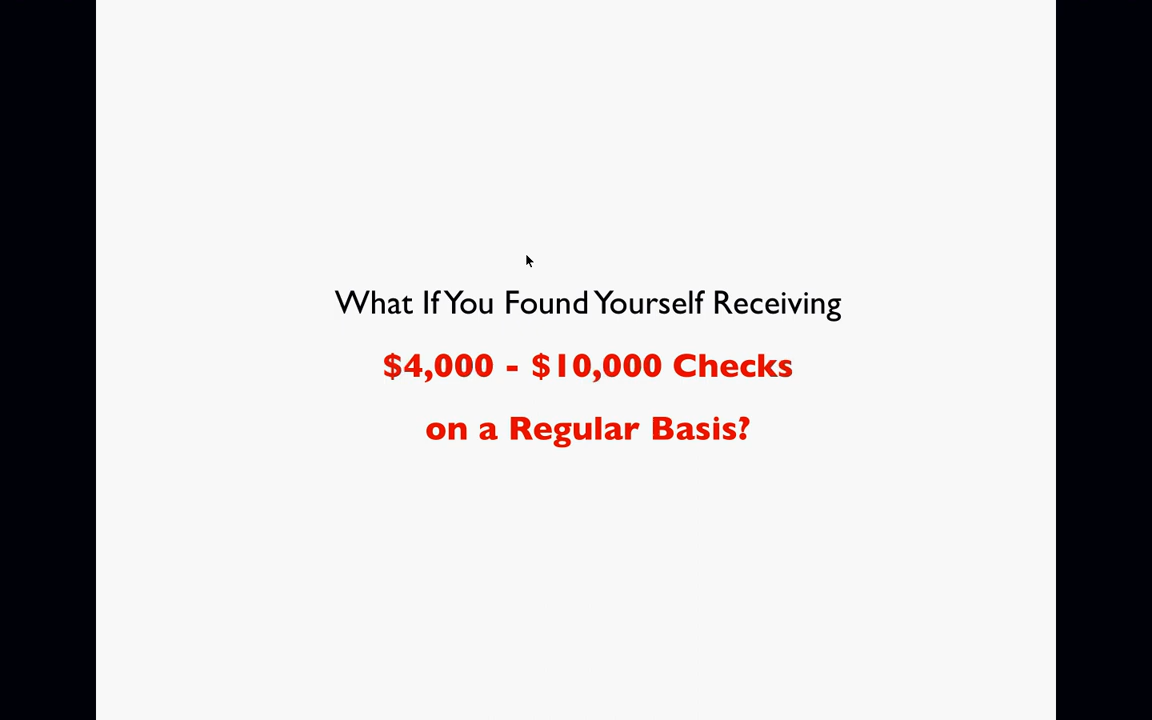 What If You Found Yourself Receiving
$4,000 - $10,000 Checks
on a Regular Basis?